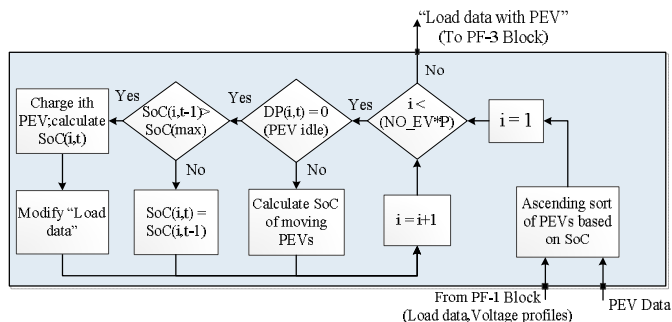 “Load data with PEV”
(To PF-3 Block)
No
Charge ith
PEV;calculate
SoC(i,t)
Yes
SoC(i,t-1)>
SoC(max)
Yes
DP(i,t) = 0
(PEV idle)
Yes
i <
(NO_EV*P)
i = 1
No
No
Modify “Load
data”
SoC(i,t) =
SoC(i,t-1)
Calculate SoC
of moving
PEVs
i = i+1
Ascending sort
of PEVs based
on SoC
From PF-1 Block
(Load data,Voltage profiles)
PEV Data